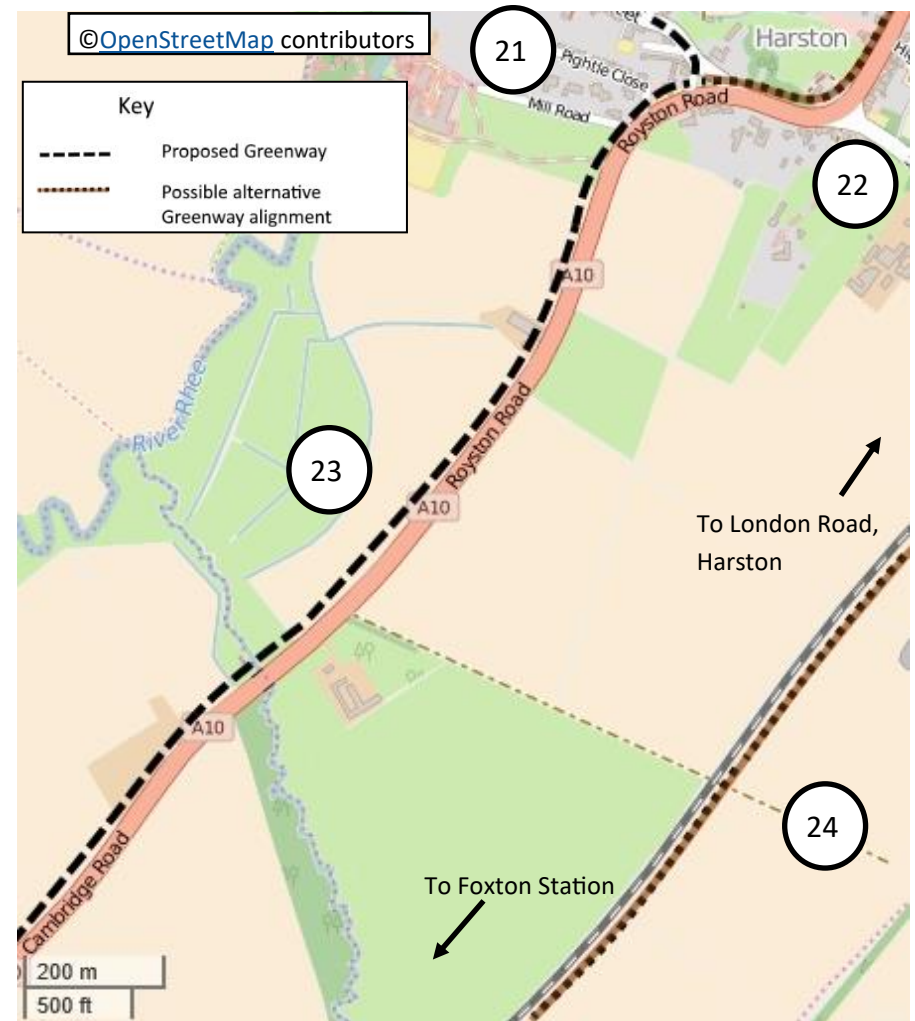 ©OpenStreetMap contributors
Key
Proposed Greenway
Possible alternative
Greenway alignment
21
Pightle Close
Mill Road
Harston
Royston Road
22
A10
River Rhee
Royston Road
23
A10
To London Road,
Harston
A10
24
To Foxton Station
Cambridge Road
200 m
500 ft